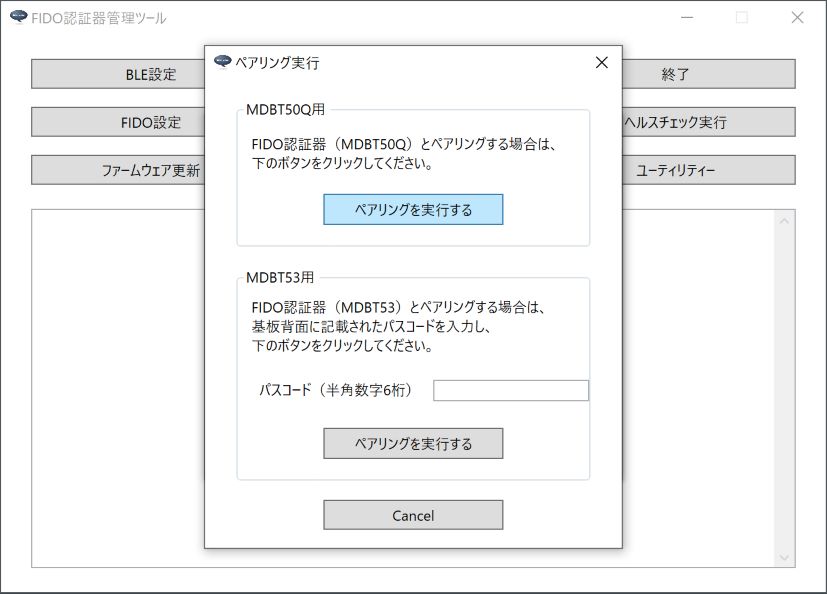 FIDO認証器管理ツール
BLE設定
終了
FIDO設定
ヘルスチェック実行
ファームウェア更新
ユーティリティー
ペアリング実行
MDBT50Q用
FIDO認証器（MDBT50Q）とペアリングする場合は、
下のボタンをクリックしてください。
ペアリングを実行する
MDBT53用
FIDO認証器（MDBT53）とペアリングする場合は、
基板背面に記載されたパスコードを入力し、
下のボタンをクリックしてください。
パスコード（半角数字6桁）
ペアリングを実行する
Cancel